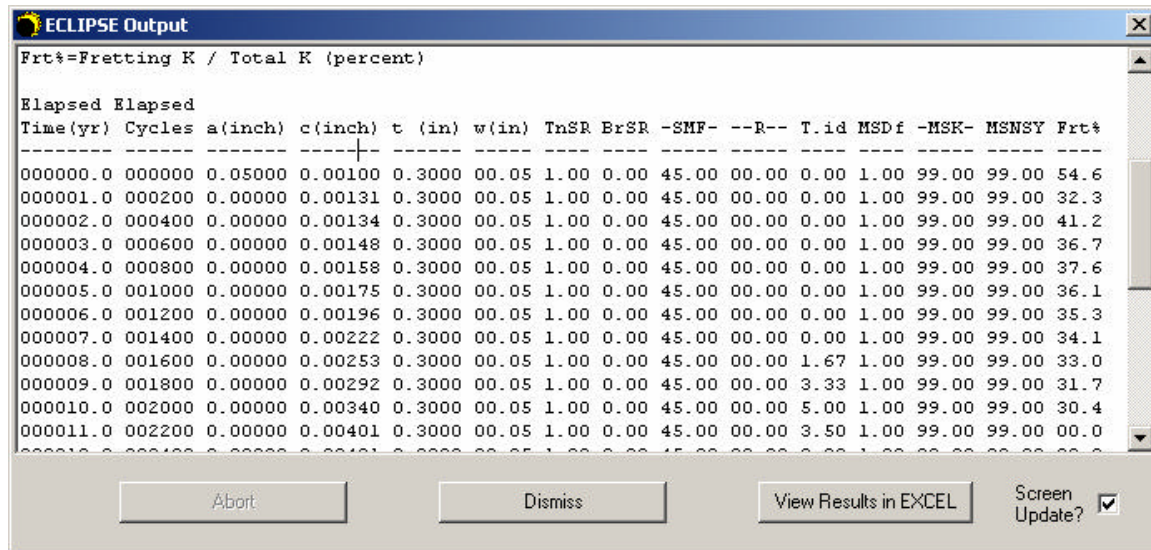 ECLIPSE Output
Frt%=Fretting K / Total K (percent)
Elapsed Elapsed
Time(yr) Cycles a(inch) c(inch) t (in) w(in) TnSR BrSR -SMF- --R-- T.id MSDf -MSK- MSNSY Frt%
-------- ------ ------- ------- ------ ----- ---- ---- ----- ----- ---- ---- ----- ----- ----
000000.0 000000 0.05000 0.00100 0.3000 00.05 1.00 0.00 45.00 00.00 0.00 1.00 99.00 99.00 54.6
000001.0 000200 0.00000 0.00131 0.3000 00.05 1.00 0.00 45.00 00.00 0.00 1.00 99.00 99.00 32.3
000002.0 000400 0.00000 0.00134 0.3000 00.05 1.00 0.00 45.00 00.00 0.00 1.00 99.00 99.00 41.2
000003.0 000600 0.00000 0.00148 0.3000 00.05 1.00 0.00 45.00 00.00 0.00 1.00 99.00 99.00 36.7
000004.0 000800 0.00000 0.00158 0.3000 00.05 1.00 0.00 45.00 00.00 0.00 1.00 99.00 99.00 37.6
000005.0 001000 0.00000 0.00175 0.3000 00.05 1.00 0.00 45.00 00.00 0.00 1.00 99.00 99.00 36.1
000006.0 001200 0.00000 0.00196 0.3000 00.05 1.00 0.00 45.00 00.00 0.00 1.00 99.00 99.00 35.3
000007.0 001400 0.00000 0.00222 0.3000 00.05 1.00 0.00 45.00 00.00 0.00 1.00 99.00 99.00 34.1
000008.0 001600 0.00000 0.00253 0.3000 00.05 1.00 0.00 45.00 00.00 1.67 1.00 99.00 99.00 33.0
000009.0 001800 0.00000 0.00292 0.3000 00.05 1.00 0.00 45.00 00.00 3.33 1.00 99.00 99.00 31.7
000010.0 002000 0.00000 0.00340 0.3000 00.05 1.00 0.00 45.00 00.00 5.00 1.00 99.00 99.00 30.4
000011.0 002200 0.00000 0.00401 0.3000 00.05 1.00 0.00 45.00 00.00 3.50 1.00 99.00 99.00 00.0
Abort Dismiss View Results in EXCEL Screen Update?